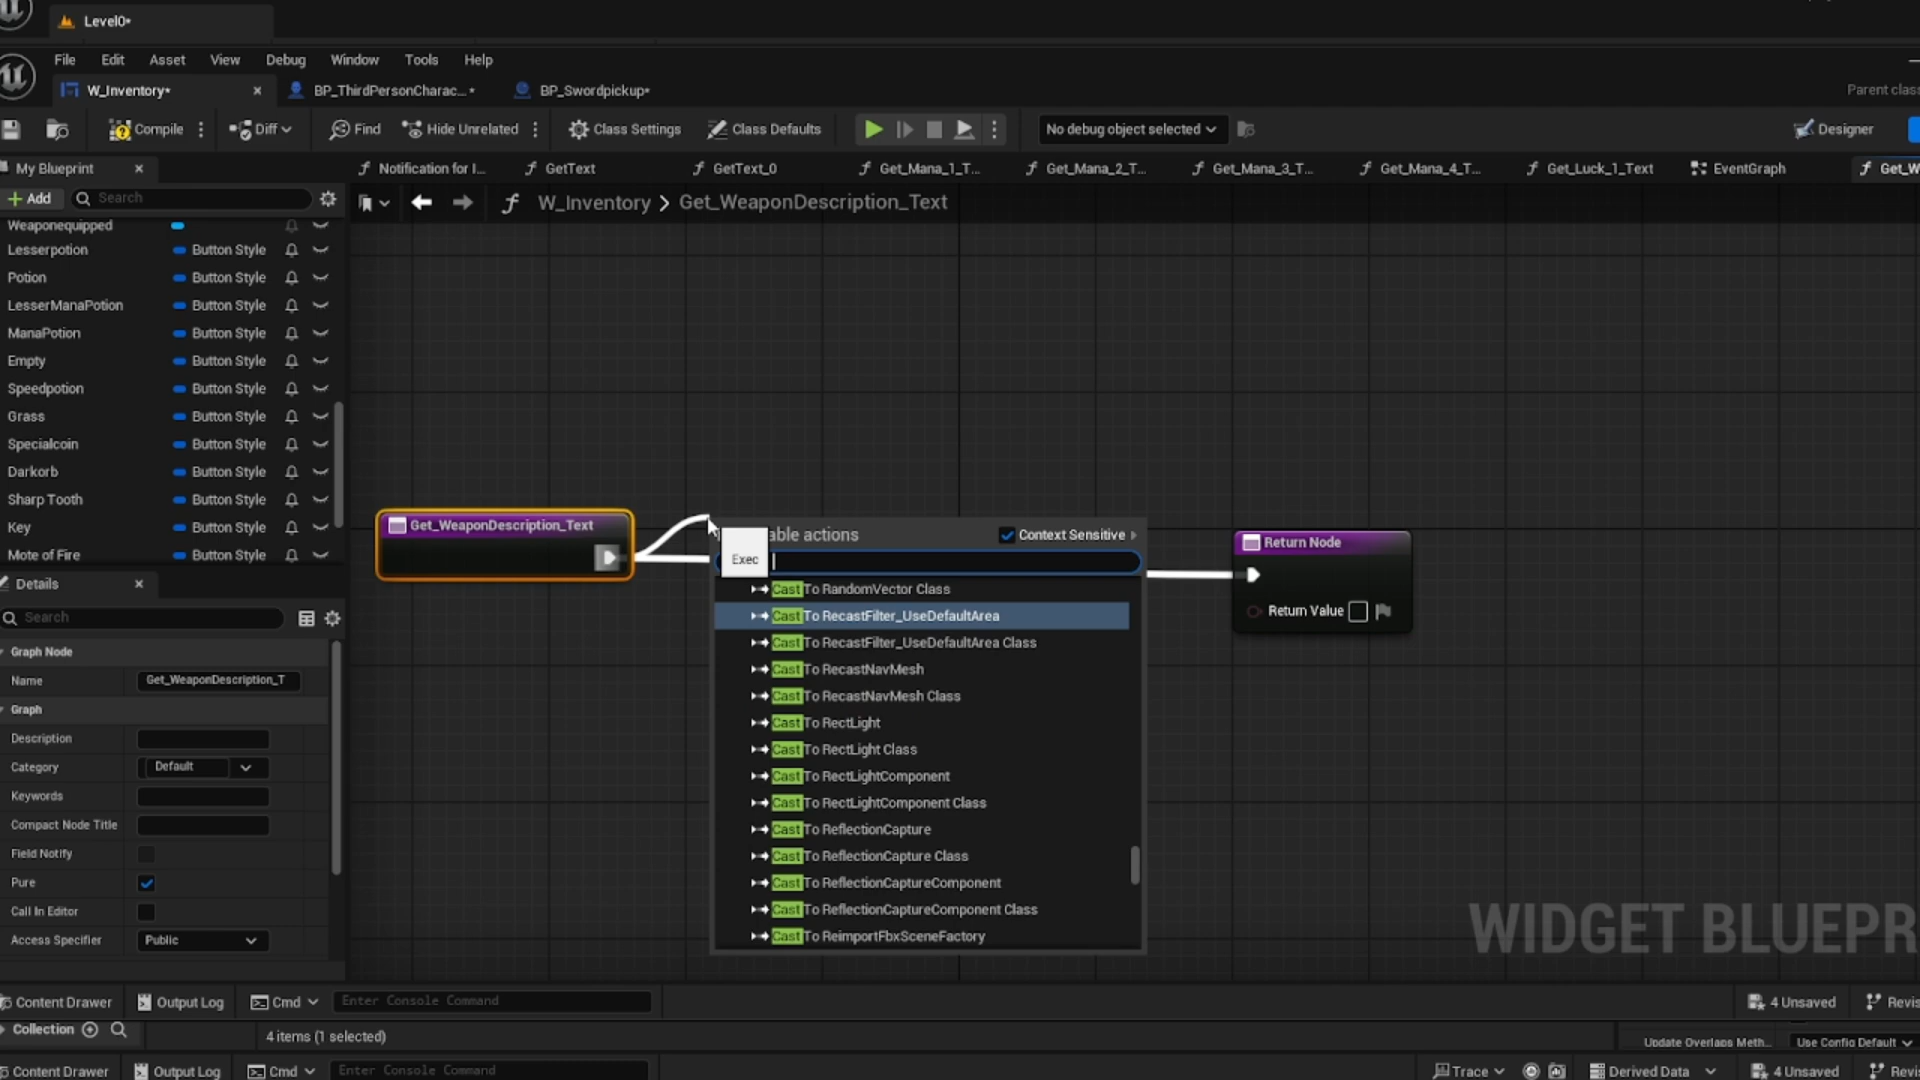 Level0*
File Edit Asset View Debug Window Tools Help
W_Inventory* BP_ThirdPersonCharac... * BP_Swordpickup*
Parent class
Compile Diff Find Hide Unrelated Class Settings Class Defaults No debug object selected Designer
My Blueprint Notification for I... GetText GetText_0 Get_Mana_1_T... Get_Mana_2_T... Get_Mana_3_T... Get_Mana_4_T... Get_Luck_1_Text EventGraph Get_W
Add Search W_Inventory > Get_WeaponDescription_Text
Weaponequipped
Lesserpotion Button Style
Potion Button Style
LesserManaPotion Button Style
ManaPotion Button Style
Empty Button Style
Speedpotion Button Style
Grass Button Style
Specialcoin Button Style
Darkorb Button Style
Sharp Tooth Button Style
Key Button Style
Mote of Fire Button Style
Get_WeaponDescription_Text
able actions Context Sensitive
Exec
Cast To RandomVector Class
Cast To RecastFilter_UseDefaultArea
Cast To RecastFilter_UseDefaultArea Class
Cast To RecastNavMesh
Cast To RecastNavMesh Class
Cast To RectLight
Cast To RectLight Class
Cast To RectLightComponent
Cast To RectLightComponent Class
Cast To ReflectionCapture
Cast To ReflectionCapture Class
Cast To ReflectionCaptureComponent
Cast To ReflectionCaptureComponent Class
Cast To ReimportFbxSceneFactory
Return Node
Return Value
Details
Search
Graph Node
Name Get_WeaponDescription_T
Graph
Description
Category Default
Keywords
Compact Node Title
Field Notify
Pure
Call In Editor
Access Specifier Public
WIDGET BLUEPR
Content Drawer Output Log Cmd Enter Console Command 4 Unsaved Revis
Collection 4 items (1 selected) Update Overlaps Meth... Use Config Default
Content Drawer Output Log Cmd Enter Console Command Trace Derived Data 4 Unsaved Revis